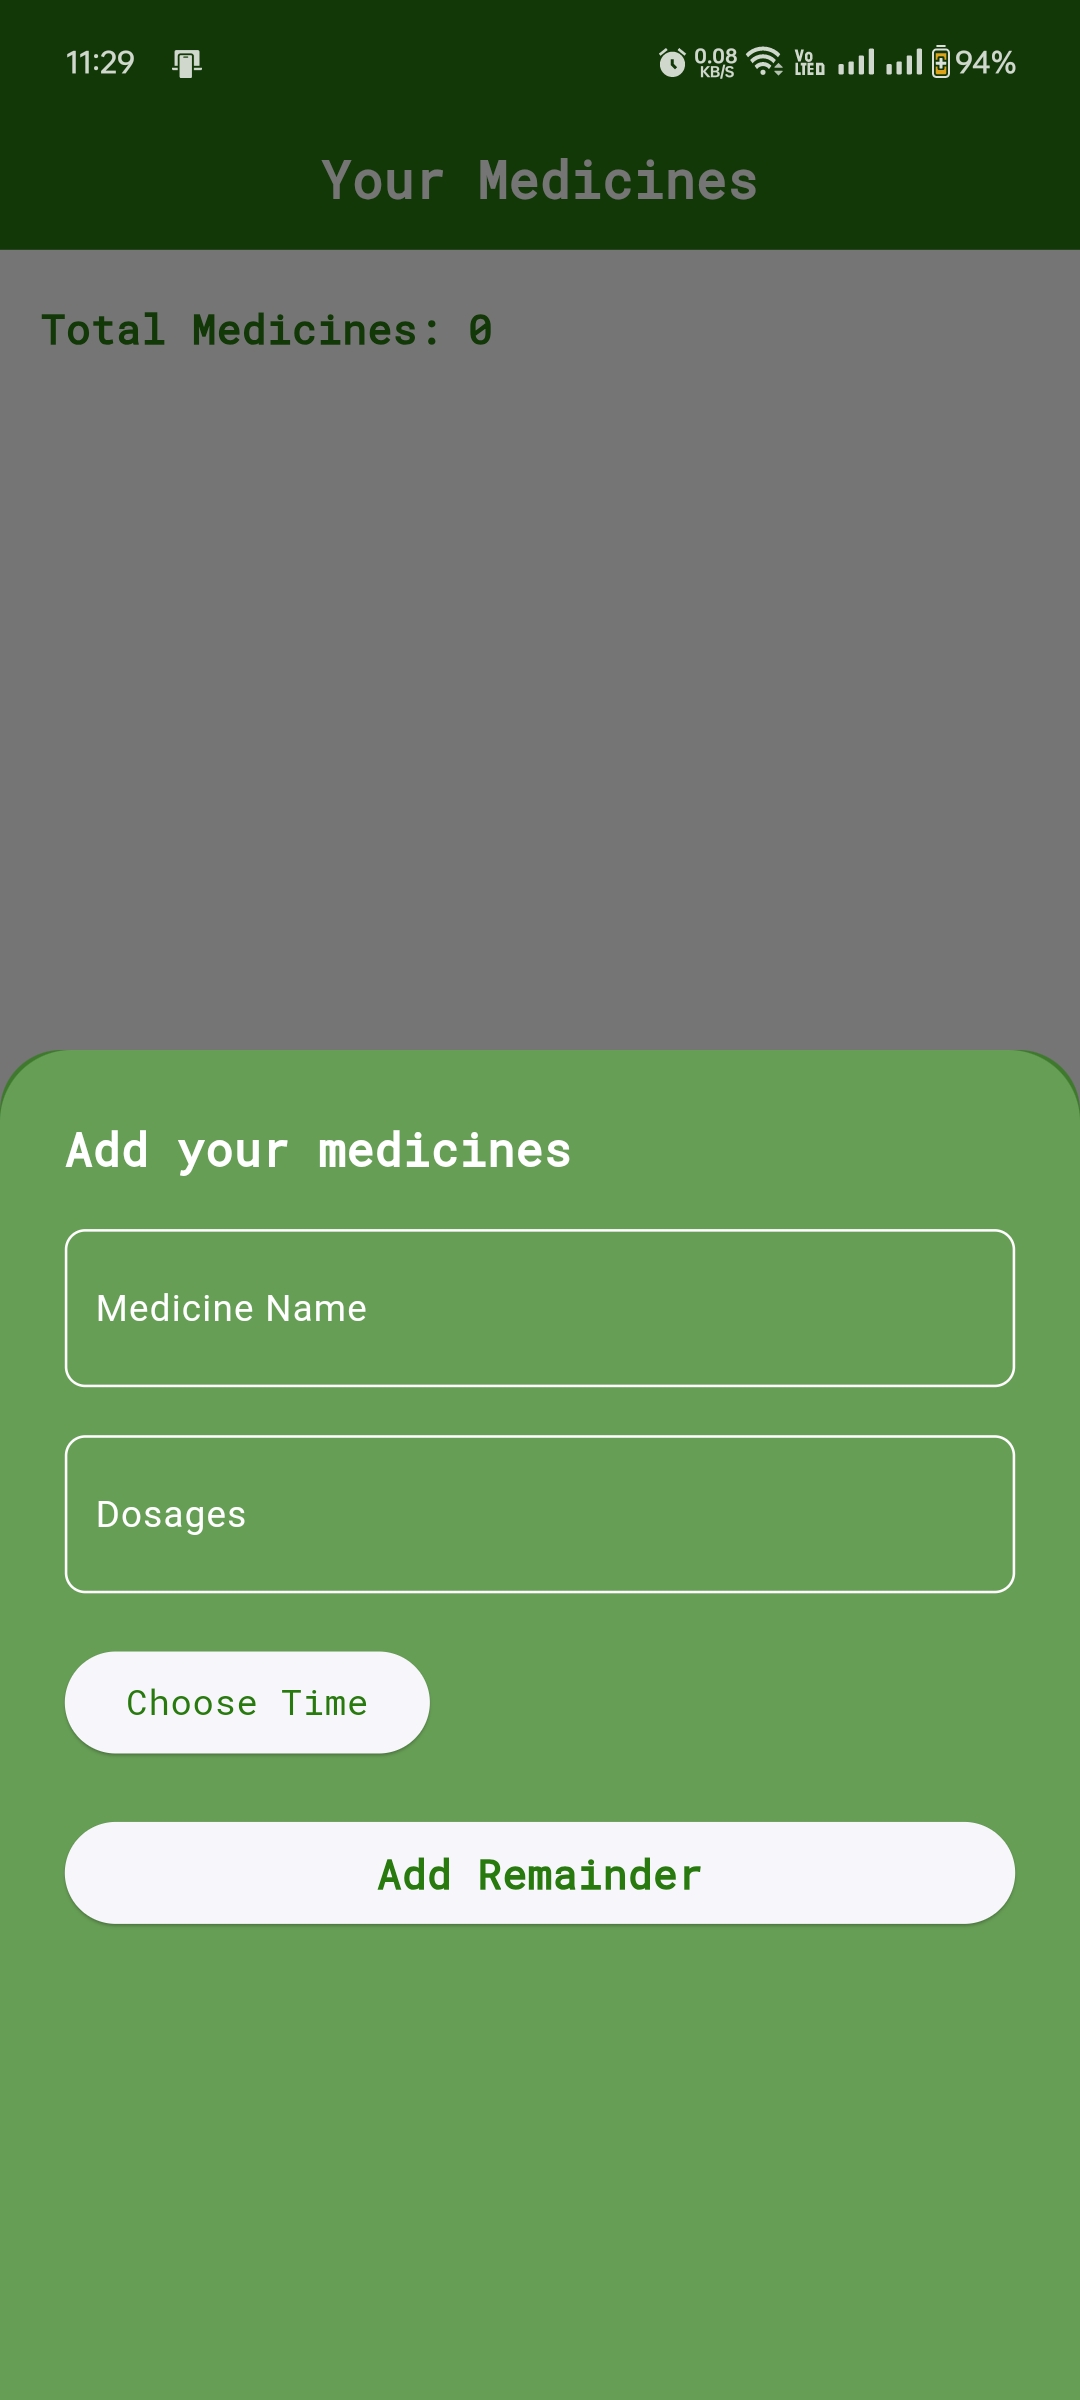 11:29 0.08 KB/S Vo LTE 94%
Your Medicines
Total Medicines: 0
Add your medicines
Medicine Name
Dosages
Choose Time
Add Remainder